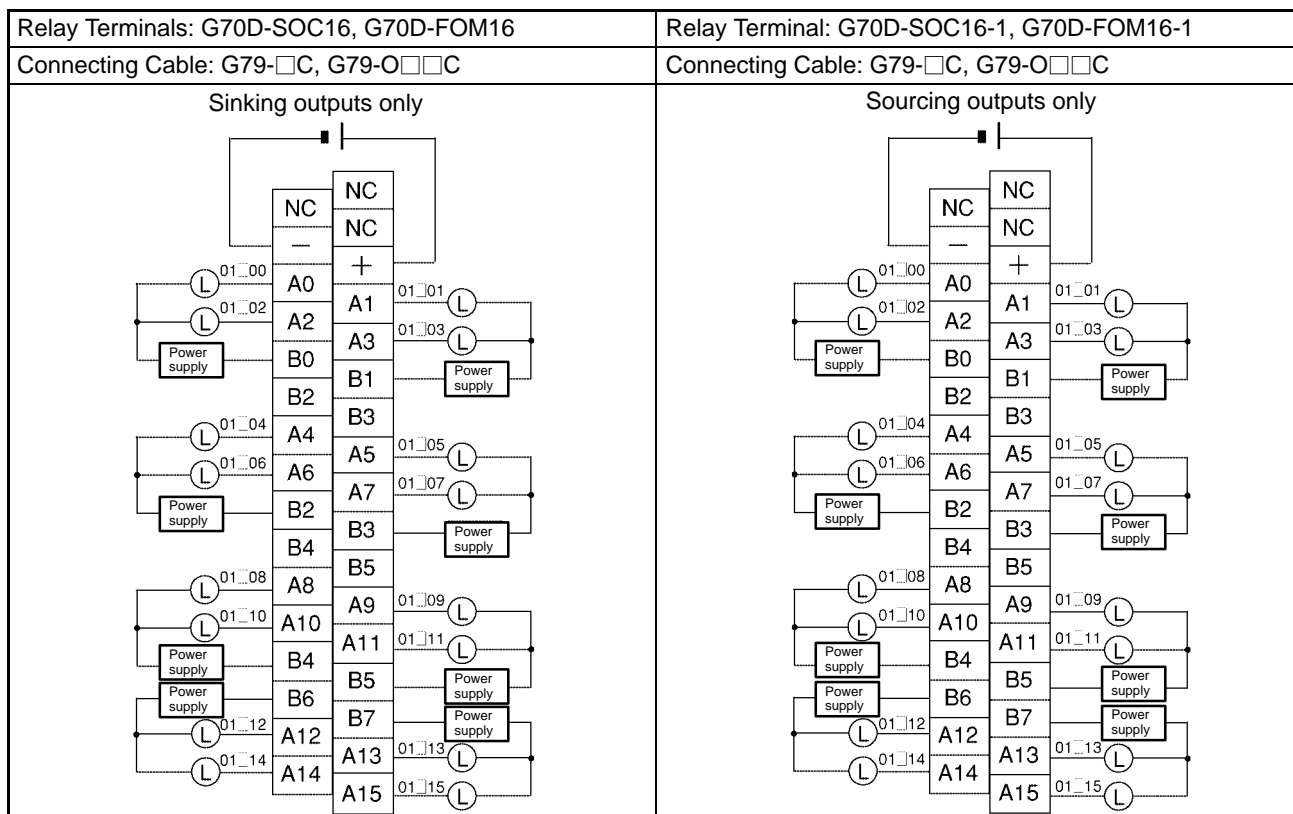 Relay Terminals: G70D-SOC16, G70D-FOM16
Relay Terminal: G70D-SOC16-1, G70D-FOM16-1
Connecting Cable: G79-□C, G79-O□□C
Connecting Cable: G79-□C, G79-O□□C
Sinking outputs only
NC
NC
NC
—
+
01□00
L
A0
A1
01□01
L
01□02
L
A2
A3
01□03
L
Power
supply
B0
B1
Power
supply
B2
B3
01□04
L
A4
A5
01□05
L
01□06
L
A6
A7
01□07
L
Power
supply
B2
B3
Power
supply
B4
B5
01□08
L
A8
A9
01□09
L
01□10
L
A10
A11
01□11
L
Power
supply
B4
B5
Power
supply
Power
supply
B6
B7
Power
supply
01□12
L
A12
A13
01□13
L
01□14
L
A14
A15
01□15
L
Sourcing outputs only
NC
NC
NC
—
+
01□00
L
A0
A1
01□01
L
01□02
L
A2
A3
01□03
L
Power
supply
B0
B1
Power
supply
B2
B3
01□04
L
A4
A5
01□05
L
01□06
L
A6
A7
01□07
L
Power
supply
B2
B3
Power
supply
B4
B5
01□08
L
A8
A9
01□09
L
01□10
L
A10
A11
01□11
L
Power
supply
B4
B5
Power
supply
Power
supply
B6
B7
Power
supply
01□12
L
A12
A13
01□13
L
01□14
L
A14
A15
01□15
L